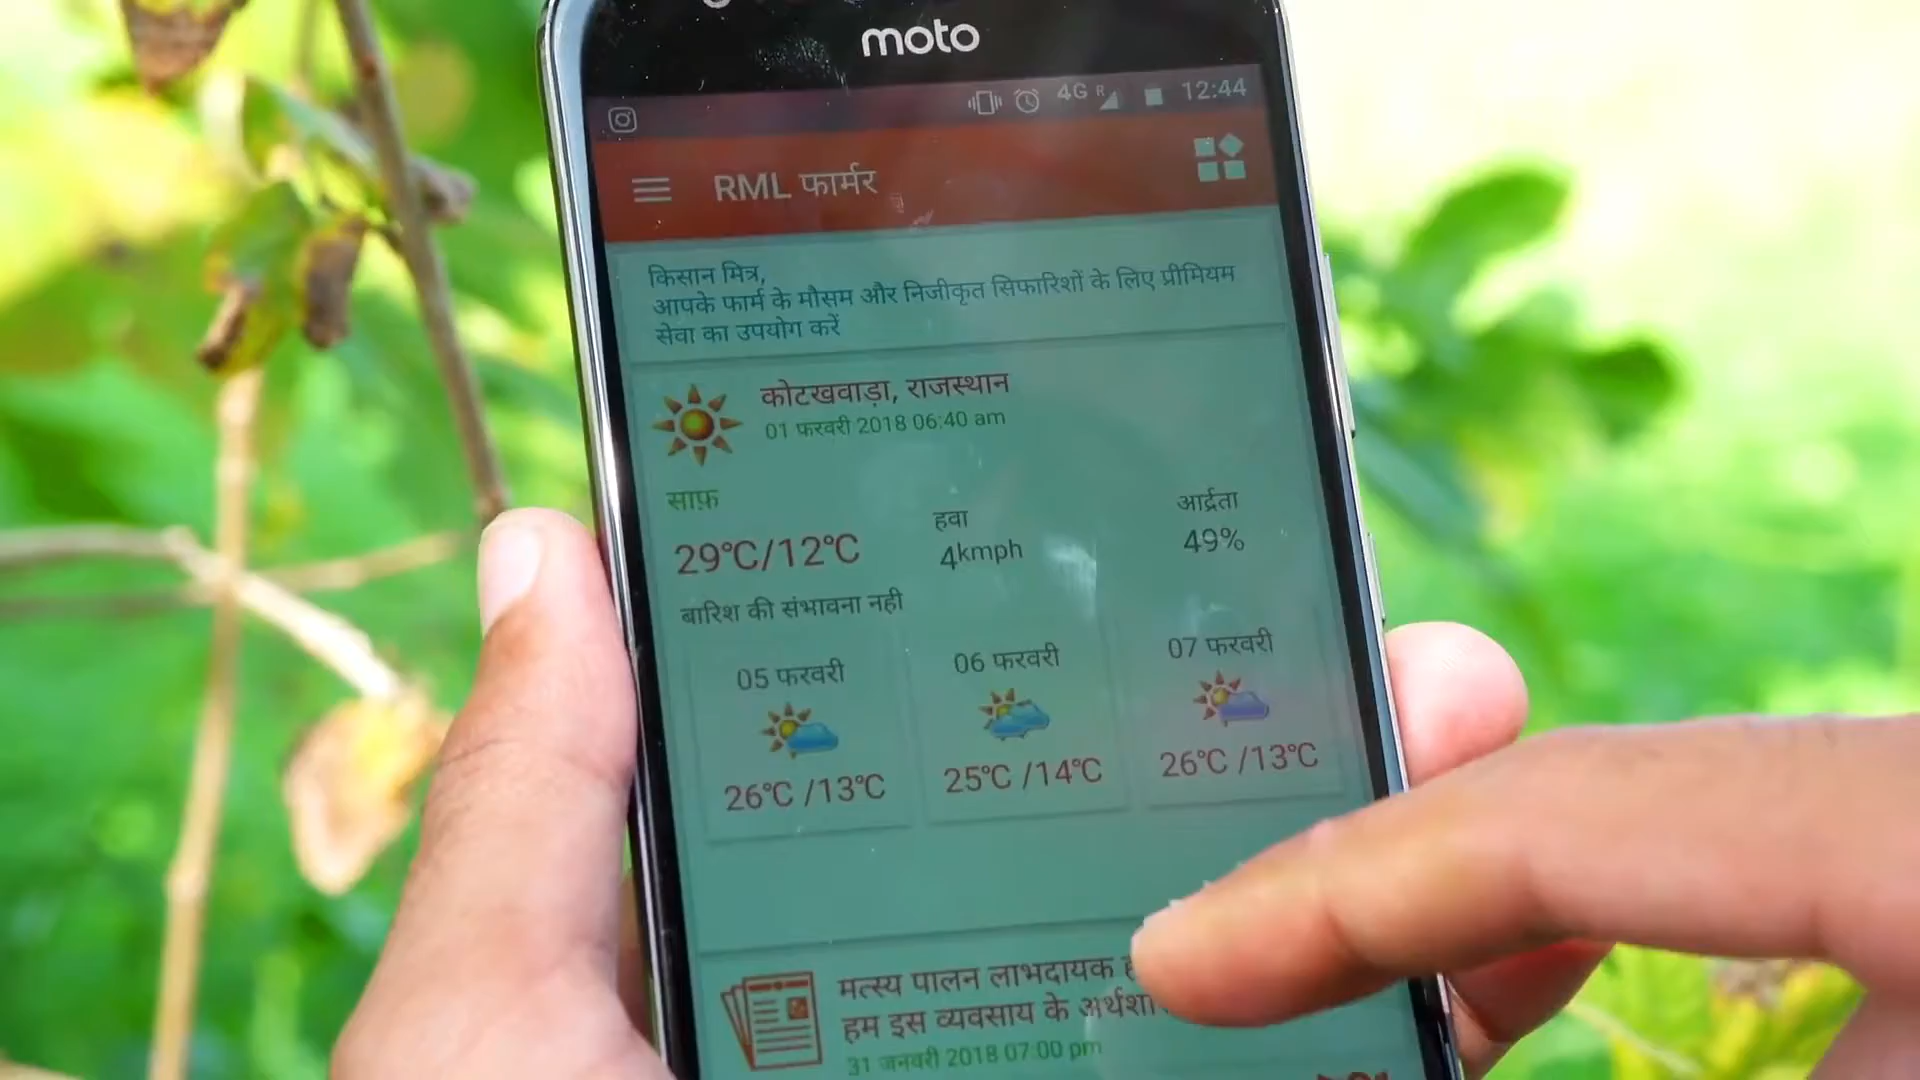 moto
4G R 12:44
RML फार्मर
किसान मित्र,
आपके फार्म के मौसम और निजीकृत सिफारिशों के लिए प्रीमियम
सेवा का उपयोग करें
कोटखवाड़ा, राजस्थान
01 फरवरी 2018 06:40 am
साफ़
29°C/12°C
हवा
4kmph
आर्द्रता
49%
बारिश की संभावना नही
05 फरवरी
26°C /13°C
06 फरवरी
25°C /14°C
07 फरवरी
26°C /13°C
मत्स्य पालन लाभदायक
हम इस व्यवसाय के
31 जनवरी 2018 07:00 pm